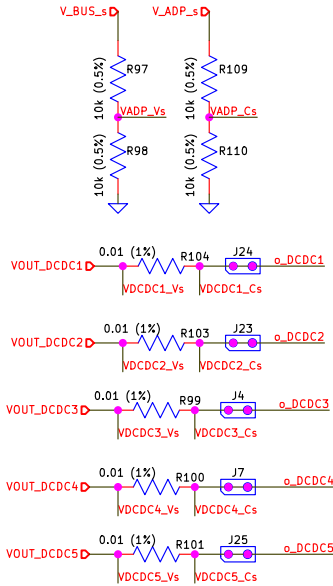 V_BUS_s V_ADP_s
10k (0.5%) R97 10k (0.5%) R109
VADP_Vs VADP_Cs
10k (0.5%) R98 10k (0.5%) R110
0.01 (1%) R104 J24
VOUT_DCDC1 o_DCDC1
VDCDC1_Vs VDCDC1_Cs
0.01 (1%) R103 J23
VOUT_DCDC2 o_DCDC2
VDCDC2_Vs VDCDC2_Cs
0.01 (1%) R99 J4
VOUT_DCDC3 o_DCDC3
VDCDC3_Vs VDCDC3_Cs
0.01 (1%) R100 J7
VOUT_DCDC4 o_DCDC4
VDCDC4_Vs VDCDC4_Cs
0.01 (1%) R101 J25
VOUT_DCDC5 o_DCDC5
VDCDC5_Vs VDCDC5_Cs